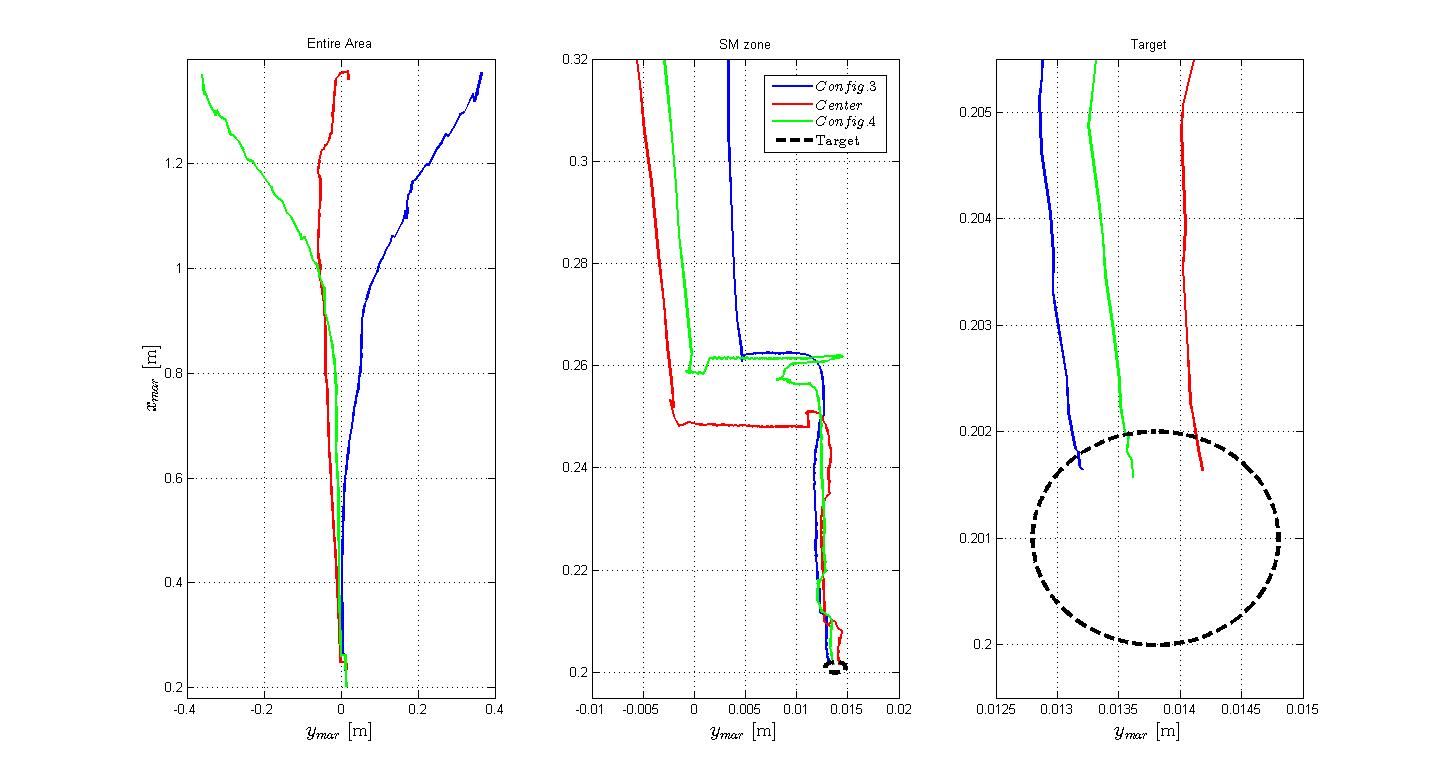 Entire Area
1.2
1
0.8
0.6
0.4
0.2
x_mar [m]
-0.4 -0.2 0 0.2 0.4
y_mar [m]
SM zone
0.32
0.3
0.28
0.26
0.24
0.22
0.2
Config.3
Center
Config.4
Target
-0.01 -0.005 0 0.005 0.01 0.015 0.02
y_mar [m]
Target
0.205
0.204
0.203
0.202
0.201
0.2
0.0125 0.013 0.0135 0.014 0.0145 0.015
y_mar [m]